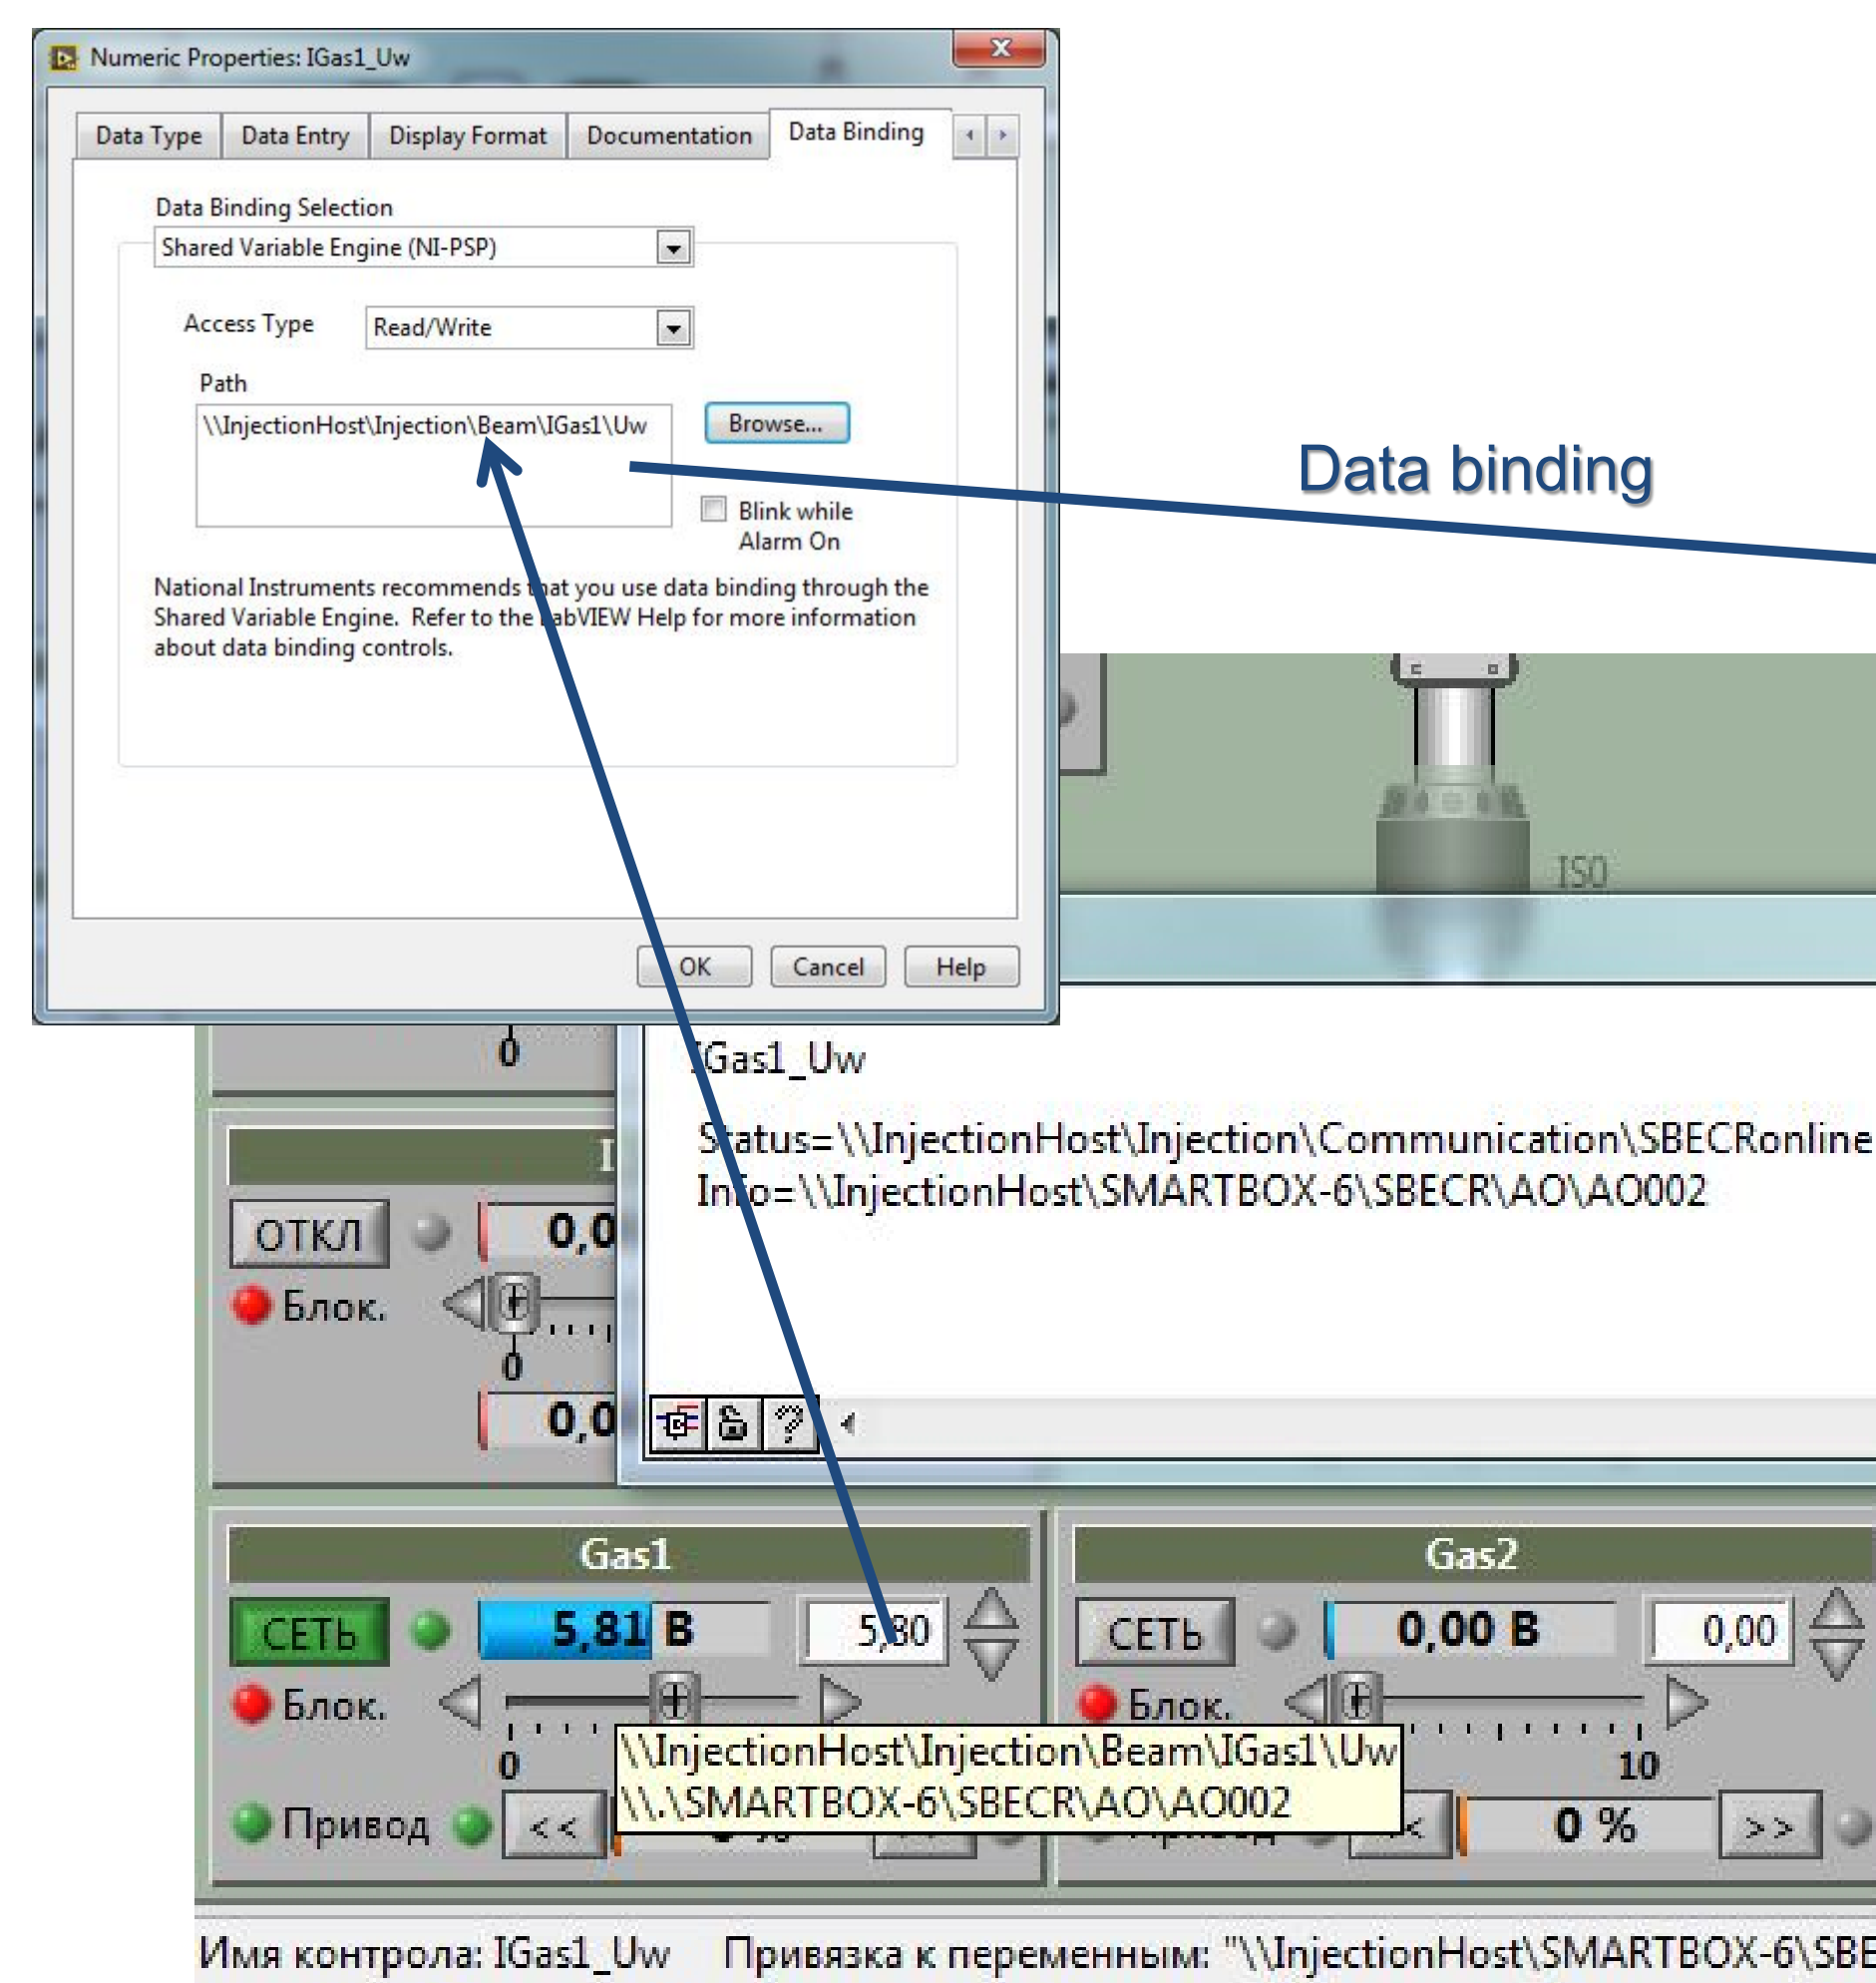 Numeric Properties: IGas1_Uw
Data Type Data Entry Display Format Documentation Data Binding
Data Binding Selection
Shared Variable Engine (NI-PSP)
Access Type Read/Write
Path
\\InjectionHost\Injection\Beam\IGas1\Uw
Browse...
Blink while
Alarm On
National Instruments recommends that you use data binding through the
Shared Variable Engine. Refer to the LabVIEW Help for more information
about data binding controls.
OK Cancel Help
Data binding
IS0
0
IGas1_Uw
Status=\\InjectionHost\Injection\Communication\SBECRonline
Info=\\InjectionHost\SMARTBOX-6\SBECR\AO\AO002
ОТКЛ 0,0
Блок.
0
0,0
Gas1
СЕТЬ 5,81 В 5,80
Блок.
0
Привод <<
Gas2
СЕТЬ 0,00 В 0,00
Блок.
10
0 % >>
\\InjectionHost\Injection\Beam\IGas1\Uw
\\.\SMARTBOX-6\SBECR\AO\AO002
Имя контрола: IGas1_Uw Привязка к переменным: "\\InjectionHost\SMARTBOX-6\SBE